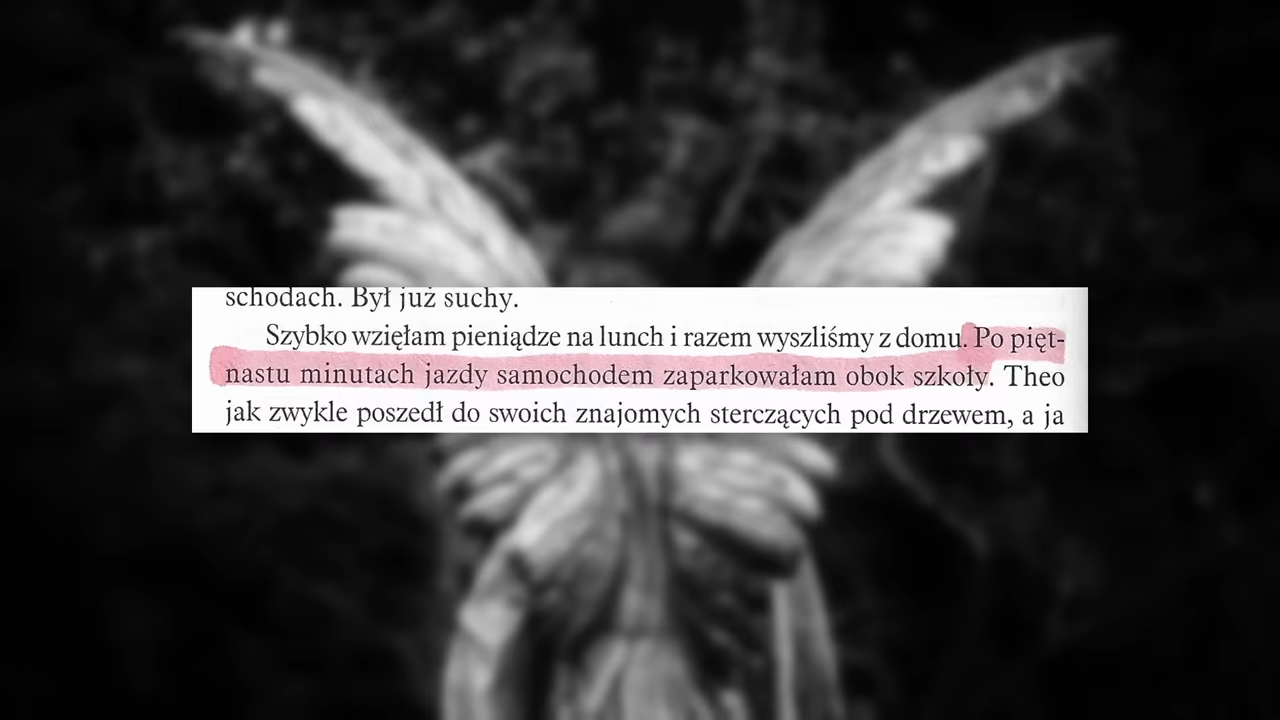 schodach. Był już suchy.
Szybko wzięłam pieniądze na lunch i razem wyszliśmy z domu. Po pięt-
nastu minutach jazdy samochodem zaparkowałam obok szkoły. Theo
jak zwykle poszedł do swoich znajomych sterczących pod drzewem, a ja